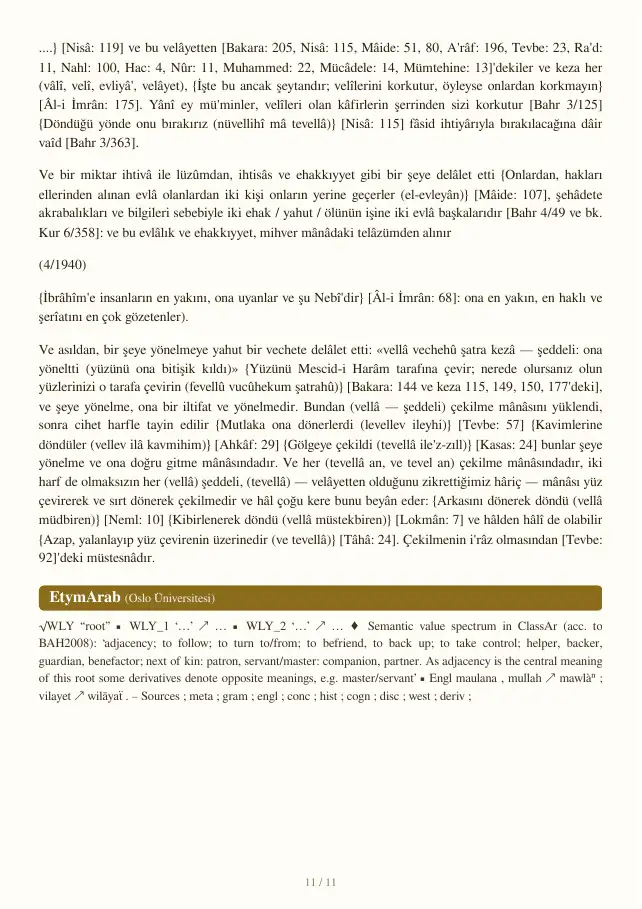 ....} [Nisâ: 119] ve bu velâyetten [Bakara: 205, Nisâ: 115, Mâide: 51, 80, A'râf: 196, Tevbe: 23, Ra'd:
11, Nahl: 100, Hac: 4, Nûr: 11, Muhammed: 22, Mücâdele: 14, Mümtehine: 13]'dekiler ve keza her
(vâlî, velî, evliyâ', velâyet), {İşte bu ancak şeytandır; velîlerini korkutur, öyleyse onlardan korkmayın}
[Âl-i İmrân: 175]. Yânî ey mü'minler, velîleri olan kâfirlerin şerrinden sizi korkutur [Bahr 3/125]
{Döndüğü yönde onu bırakırız (nüvellihî mâ tevellâ)} [Nisâ: 115] fâsid ihtiyârıyla bırakılacağına dâir
vaîd [Bahr 3/363].
Ve bir miktar ihtivâ ile lüzûmdan, ihtisâs ve ehakkıyyet gibi bir şeye delâlet etti {Onlardan, hakları
ellerinden alınan evlâ olanlardan iki kişi onların yerine geçerler (el-evleyân)} [Mâide: 107], şehâdete
akrabalıkları ve bilgileri sebebiyle iki ehak / yahut / ölünün işine iki evlâ başkalarıdır [Bahr 4/49 ve bk.
Kur 6/358]: ve bu evlâlık ve ehakkıyyet, mihver mânâdaki telâzümden alınır
(4/1940)
{İbrâhîm'e insanların en yakını, ona uyanlar ve şu Nebî'dir} [Âl-i İmrân: 68]: ona en yakın, en haklı ve
şerîatını en çok gözetenler).
Ve asıldan, bir şeye yönelmeye yahut bir vechete delâlet etti: «vellâ vechehû şatra kezâ — şeddeli: ona
yöneltti (yüzünü ona bitişik kıldı)» {Yüzünü Mescid-i Harâm tarafına çevir; nerede olursanız olun
yüzlerinizi o tarafa çevirin (fevellû vucûhekum şatrahû)} [Bakara: 144 ve keza 115, 149, 150, 177'deki],
ve şeye yönelme, ona bir iltifat ve yönelmedir. Bundan (vellâ — şeddeli) çekilme mânâsını yüklendi,
sonra cihet harfle tayin edilir {Mutlaka ona dönerlerdi (levellev ileyhi)} [Tevbe: 57] {Kavimlerine
döndüler (vellev ilâ kavmihim)} [Ahkâf: 29] {Gölgeye çekildi (tevellâ ile'z-zıll)} [Kasas: 24] bunlar şeye
yönelme ve ona doğru gitme mânâsındadır. Ve her (tevellâ an, ve tevel an) çekilme mânâsındadır, iki
harf de olmaksızın her (vellâ) şeddeli, (tevellâ) — velâyetten olduğunu zikrettiğimiz hâriç — mânâsı yüz
çevirerek ve sırt dönerek çekilmedir ve hâl çoğu kere bunu beyân eder: {Arkasını dönerek döndü (vellâ
müdbiren)} [Neml: 10] {Kibirlenerek döndü (vellâ müstekbiren)} [Lokmân: 7] ve hâlden hâlî de olabilir
{Azap, yalanlayıp yüz çevirenin üzerinedir (ve tevellâ)} [Tâhâ: 24]. Çekilmenin i'râz olmasından [Tevbe:
92]'deki müstesnâdır.
EtymArab (Oslo Üniversitesi)
√WLY “root” ▪ WLY_1 ‘…’ ↗ … ▪ WLY_2 ‘…’ ↗ … ♦ Semantic value spectrum in ClassAr (acc. to
BAH2008): ‘adjacency; to follow; to turn to/from; to befriend, to back up; to take control; helper, backer,
guardian, benefactor; next of kin: patron, servant/master: companion, partner. As adjacency is the central meaning
of this root some derivatives denote opposite meanings, e.g. master/servant’ ▪ Engl maulana , mullah ↗ mawlàⁿ ;
vilayet ↗ wilāyaẗ . – Sources ; meta ; gram ; engl ; conc ; hist ; cogn ; disc ; west ; deriv ;
11 / 11